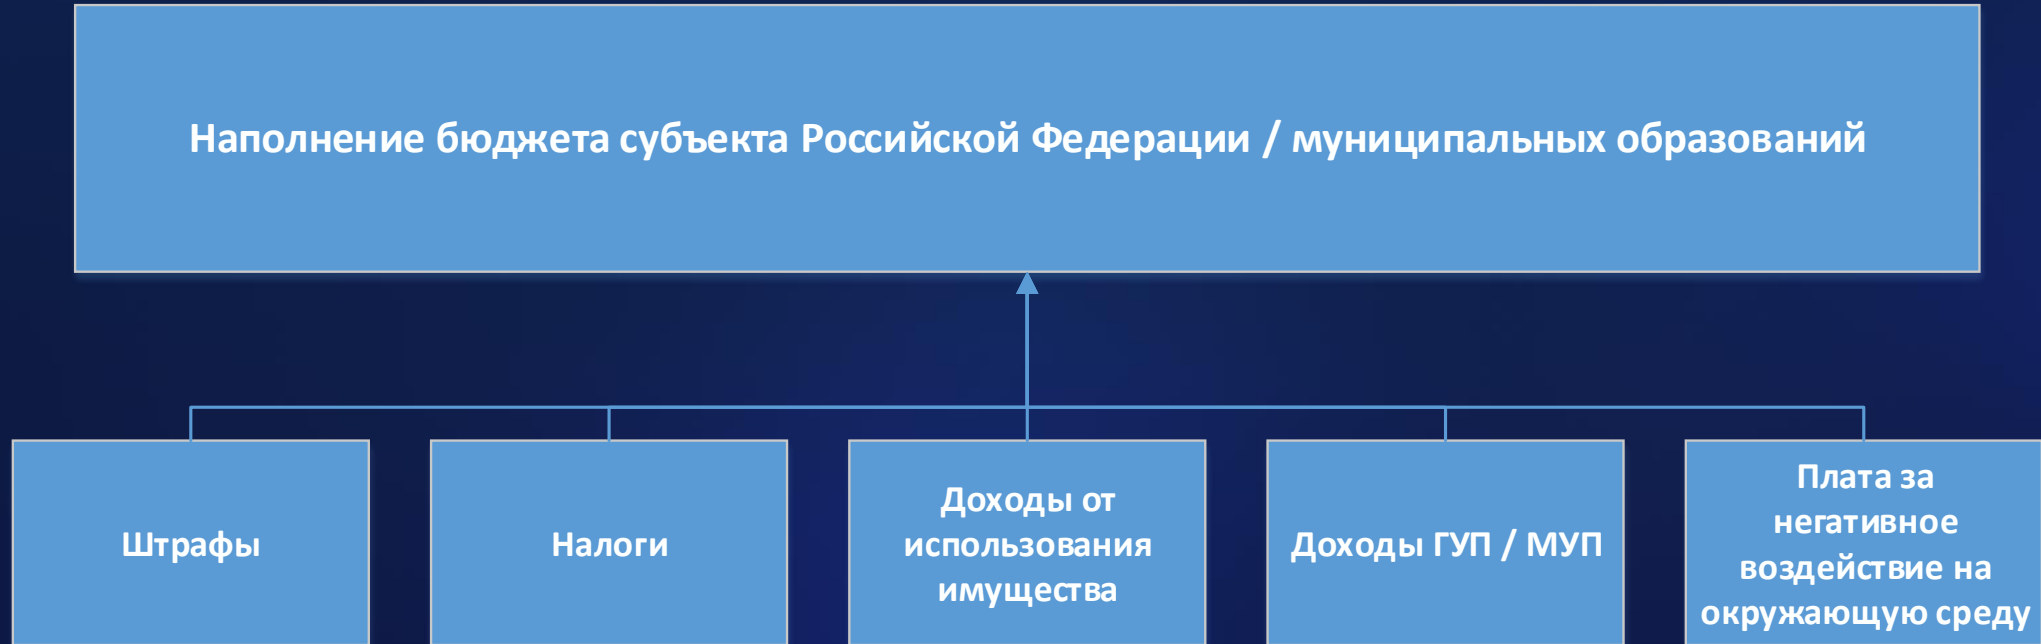 Наполнение бюджета субъекта Российской Федерации / муниципальных образований
Штрафы
Налоги
Доходы от
использования
имущества
Доходы ГУП / МУП
Плата за
негативное
воздействие на
окружающую среду